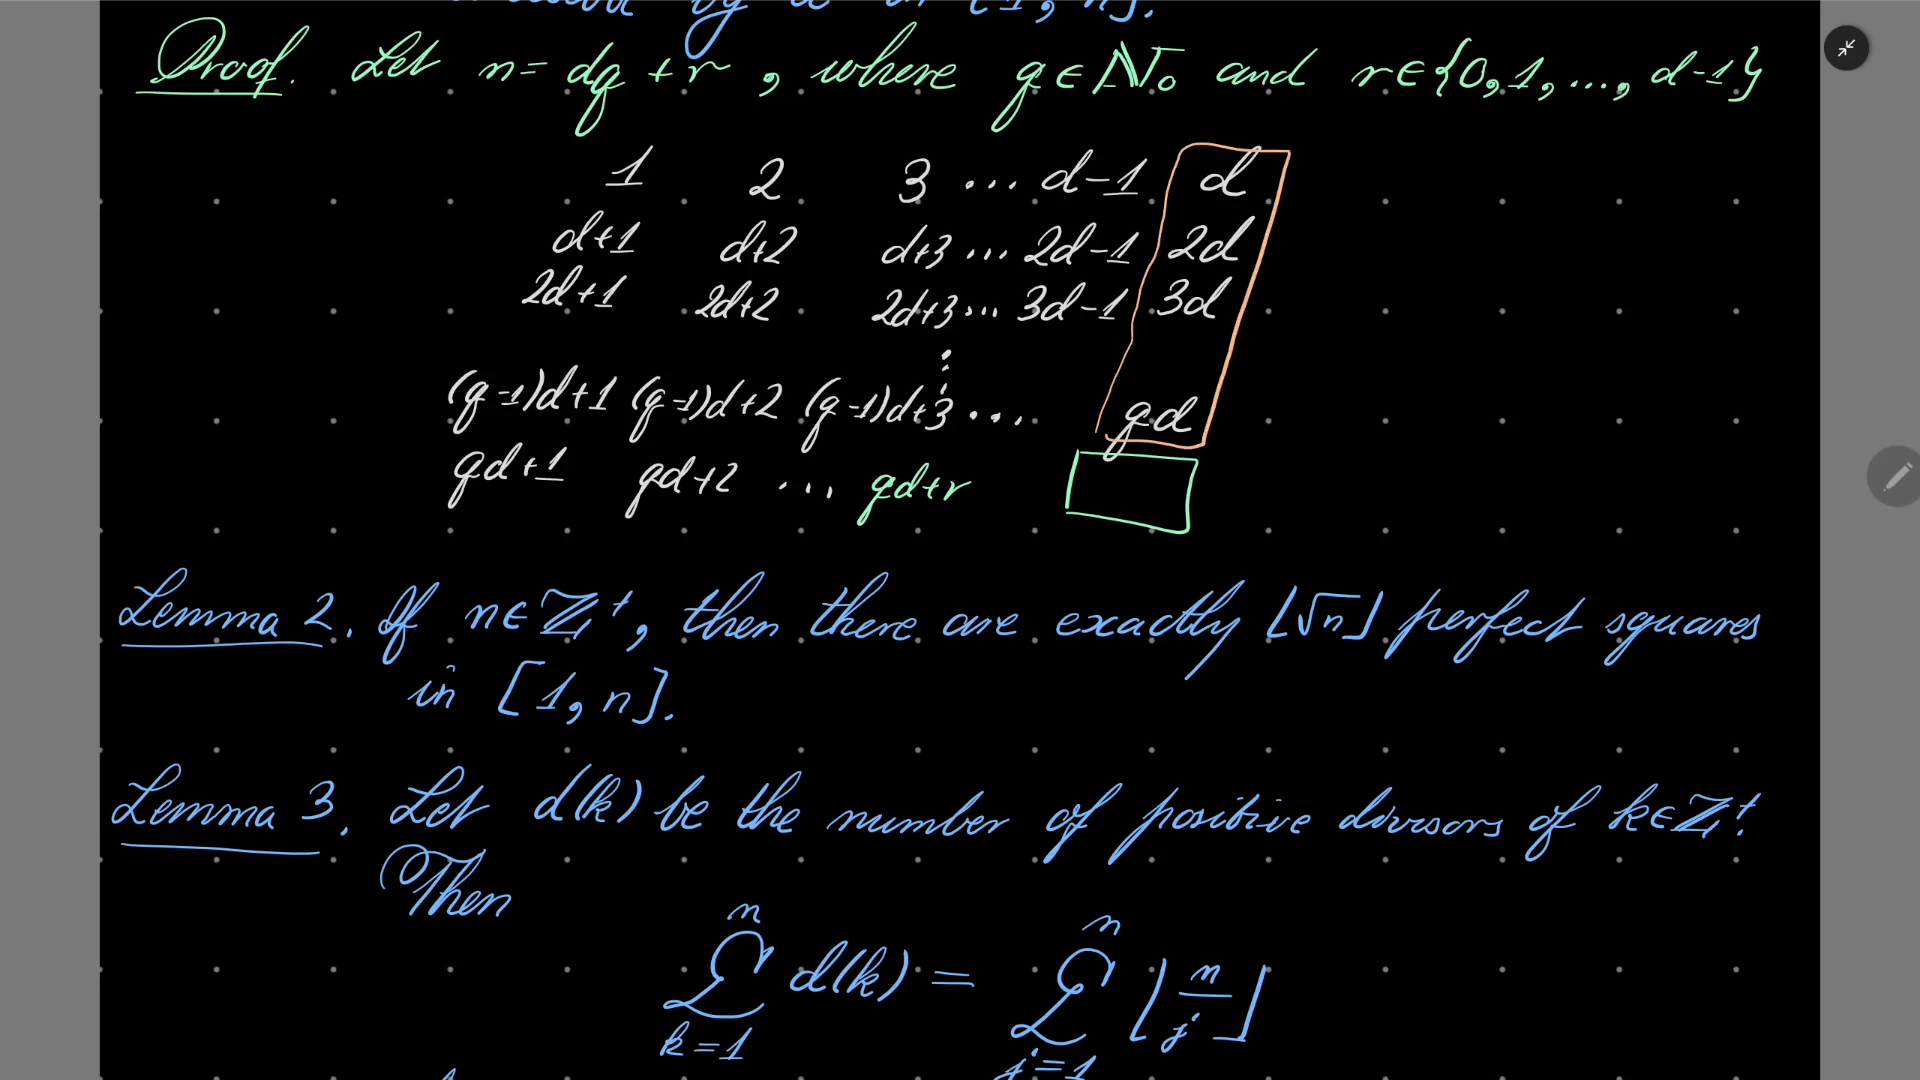 by d in [1, n].
Proof. Let n = dq + r, where q ∈ ℕ₀ and r ∈ {0, 1, ..., d-1}
1 2 3 ... d-1 d
d+1 d+2 d+3 ... 2d-1 2d
2d+1 2d+2 2d+3 ... 3d-1 3d
⋮
(q-1)d+1 (q-1)d+2 (q-1)d+3 ... qd
qd+1 qd+2 ... qd+r
Lemma 2. If n ∈ ℤ⁺, then there are exactly ⌊√n⌋ perfect squares
in [1, n].
Lemma 3. Let d(k) be the number of positive divisors of k ∈ ℤ⁺.
Then
∑_{k=1}^{n} d(k) = ∑_{j=1}^{n} ⌊n/j⌋